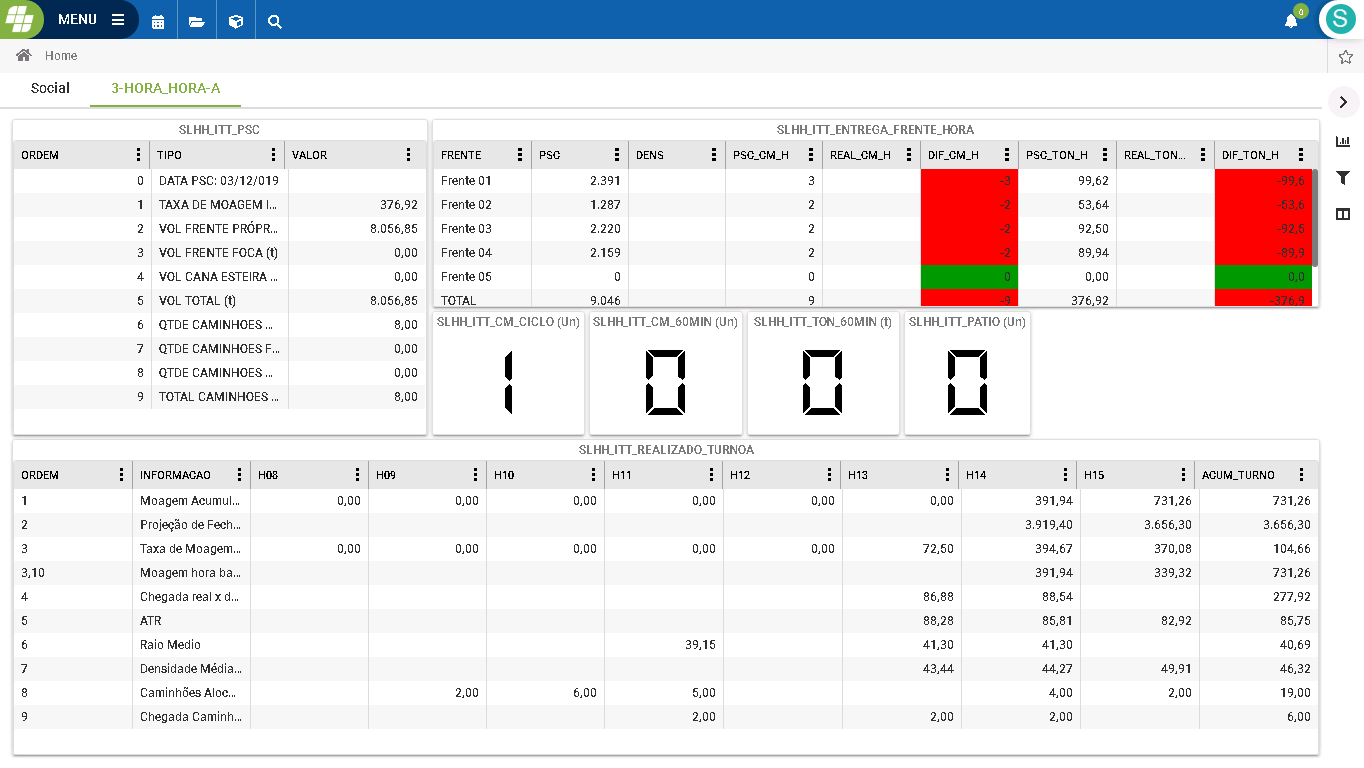 MENU
0
S
Home
Social 3-HORA_HORA-A
SLHH_ITT_PSC
ORDEM TIPO VALOR
0 DATA PSC: 03/12/019
1 TAXA DE MOAGEM I... 376,92
2 VOL FRENTE PRÓPR... 8.056,85
3 VOL FRENTE FOCA (t) 0,00
4 VOL CANA ESTEIRA ... 0,00
5 VOL TOTAL (t) 8.056,85
6 QTDE CAMINHOES ... 8,00
7 QTDE CAMINHOES F... 0,00
8 QTDE CAMINHOES ... 0,00
9 TOTAL CAMINHOES ... 8,00
SLHH_ITT_ENTREGA_FRENTE_HORA
FRENTE PSC DENS PSC_CM_H REAL_CM_H DIF_CM_H PSC_TON_H REAL_TON... DIF_TON_H
Frente 01 2.391 3 -3 99,62 -99,6
Frente 02 1.287 2 -2 53,64 -53,6
Frente 03 2.220 2 -2 92,50 -92,5
Frente 04 2.159 2 -2 89,94 -89,9
Frente 05 0 0 0 0,00 0,0
TOTAL 9.046 9 -9 376,92 -376,9
SLHH_ITT_CM_CICLO (Un)
1
SLHH_ITT_CM_60MIN (Un)
0
SLHH_ITT_TON_60MIN (t)
0
SLHH_ITT_PATIO (Un)
0
SLHH_ITT_REALIZADO_TURNOA
ORDEM INFORMACAO H08 H09 H10 H11 H12 H13 H14 H15 ACUM_TURNO
1 Moagem Acumul... 0,00 0,00 0,00 0,00 0,00 0,00 391,94 731,26 731,26
2 Projeção de Fech... 3.919,40 3.656,30 3.656,30
3 Taxa de Moagem... 0,00 0,00 0,00 0,00 0,00 72,50 394,67 370,08 104,66
3,10 Moagem hora ba... 391,94 339,32 731,26
4 Chegada real x d... 86,88 88,54 277,92
5 ATR 88,28 85,81 82,92 85,75
6 Raio Medio 39,15 41,30 41,30 40,69
7 Densidade Média... 43,44 44,27 49,91 46,32
8 Caminhões Aloc... 2,00 6,00 5,00 4,00 2,00 19,00
9 Chegada Caminh... 2,00 2,00 2,00 6,00